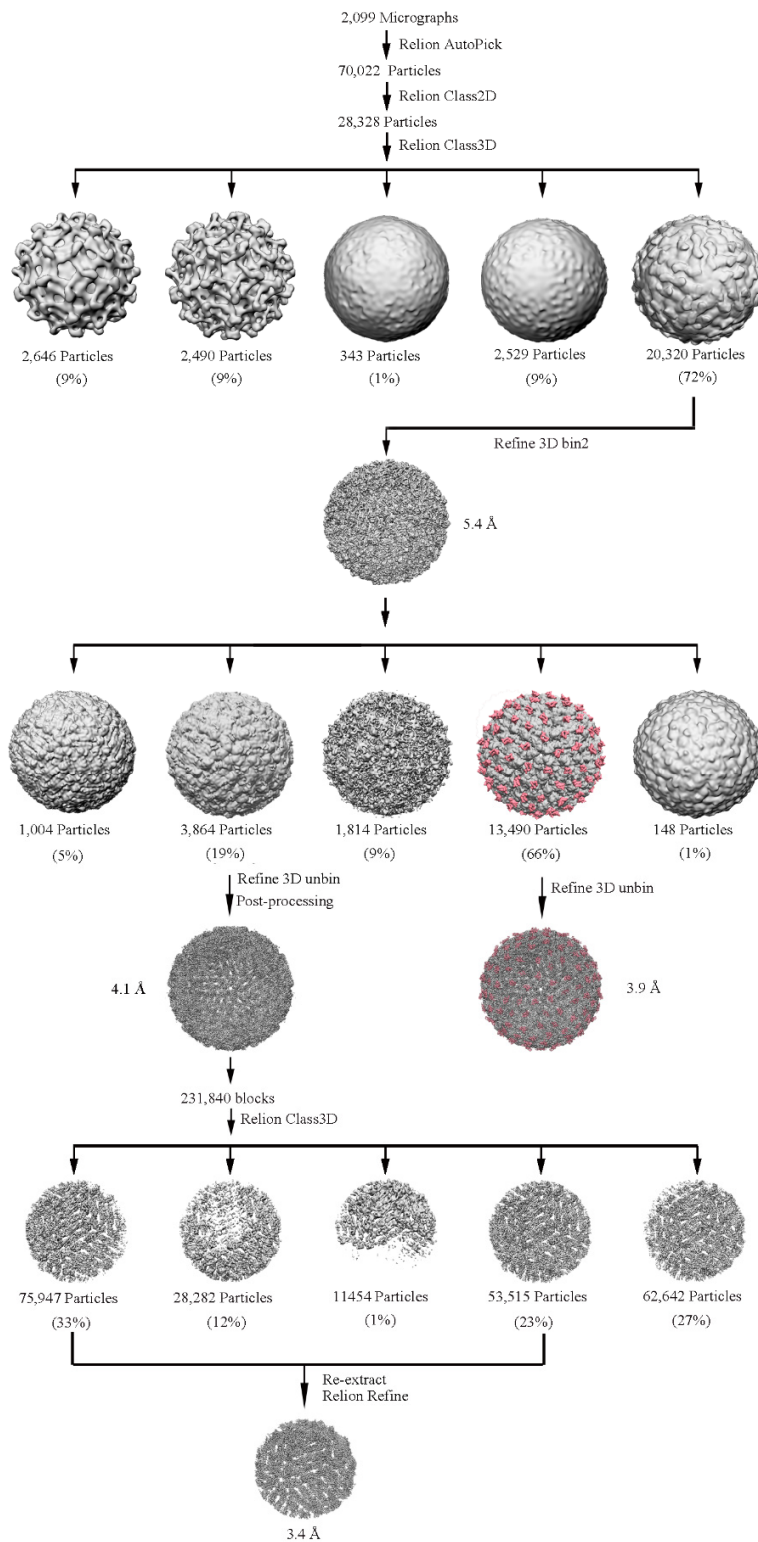 2,099 Micrographs
Relion AutoPick
70,022 Particles
Relion Class2D
28,328 Particles
Relion Class3D
2,646 Particles
2,490 Particles
343 Particles
2,529 Particles
20,320 Particles
(9%)
(9%)
(1%)
(9%)
(72%)
Refine 3D bin2
5.4 Å
1,004 Particles
3,864 Particles
1,814 Particles
13,490 Particles
148 Particles
(5%)
(19%)
(9%)
(66%)
(1%)
Refine 3D unbin
Post-processing
Refine 3D unbin
4.1 Å
3.9 Å
231,840 blocks
Relion Class3D
75,947 Particles
28,282 Particles
11454 Particles
53,515 Particles
62,642 Particles
(33%)
(12%)
(1%)
(23%)
(27%)
Re-extract
Relion Refine
3.4 Å